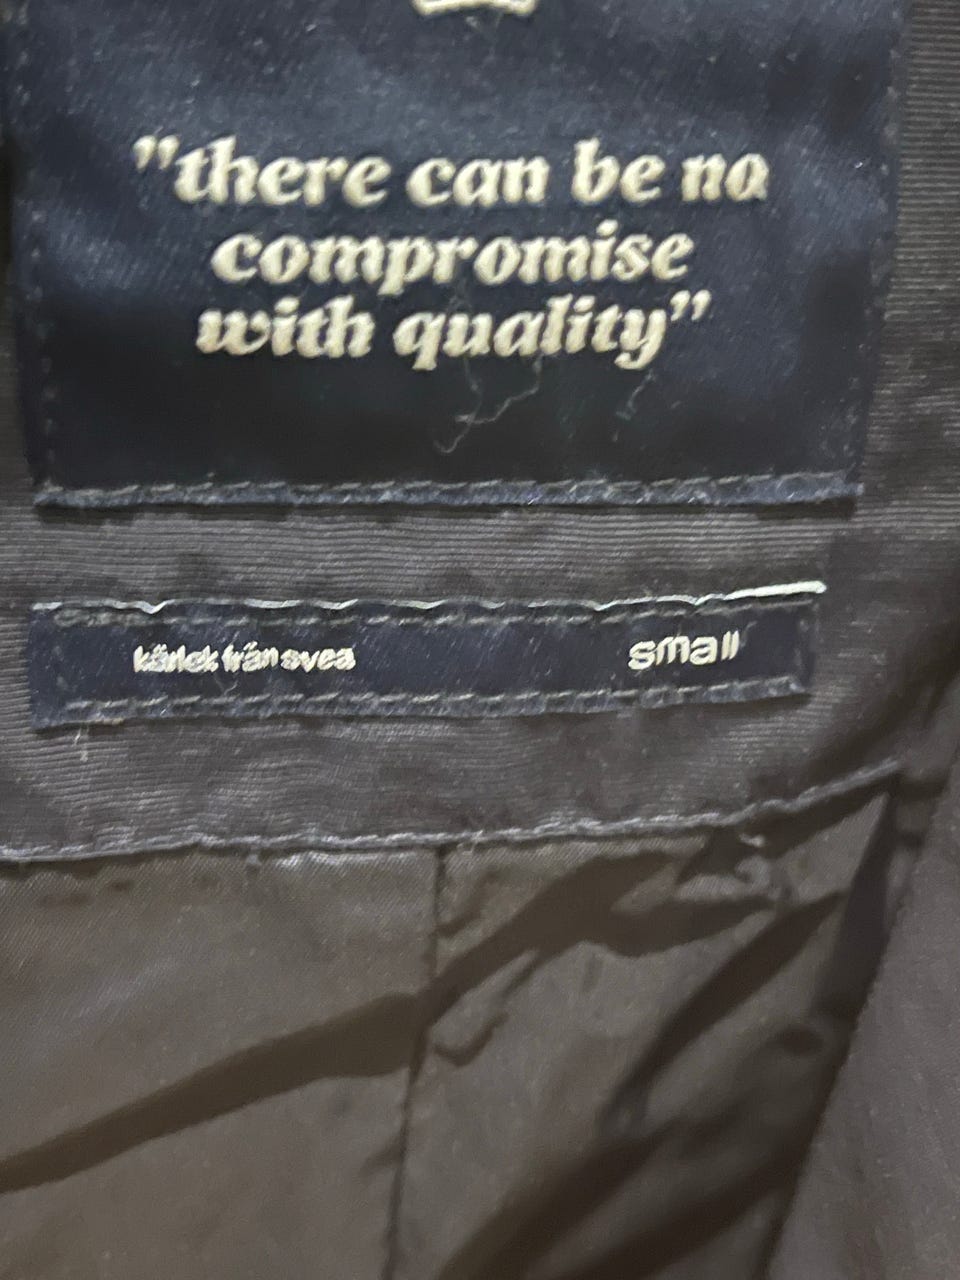 "there can be no
compromise
with quality"
kärlek från svea small